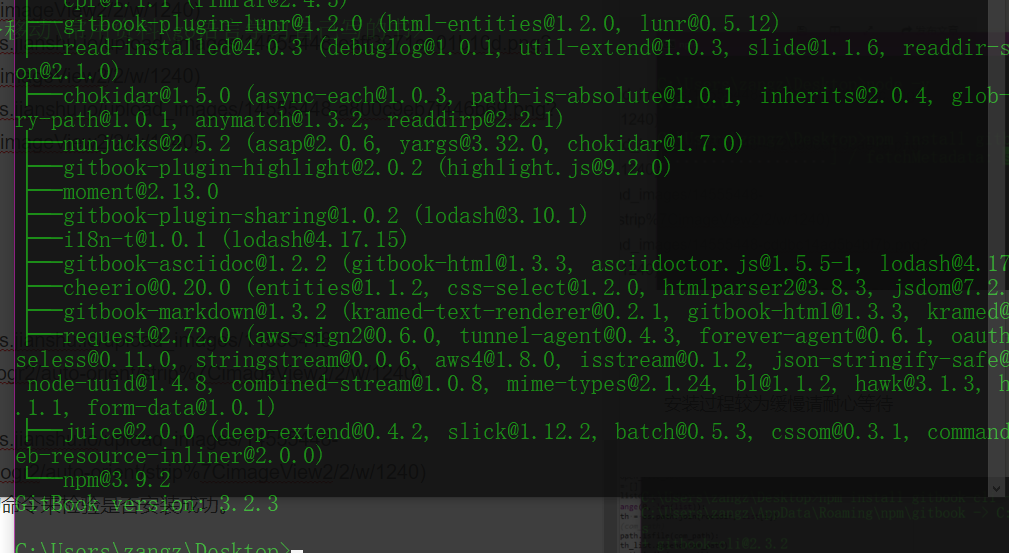 cpr@1.1.1 (rimraf@2.4.5)
├──gitbook-plugin-lunr@1.2.0 (html-entities@1.2.0, lunr@0.5.12)
├──read-installed@4.0.3 (debuglog@1.0.1, util-extend@1.0.3, slide@1.1.6, readdir-s
on@2.1.0)
├──chokidar@1.5.0 (async-each@1.0.3, path-is-absolute@1.0.1, inherits@2.0.4, glob-
ry-path@1.0.1, anymatch@1.3.2, readdirp@2.2.1)
├──nunjucks@2.5.2 (asap@2.0.6, yargs@3.32.0, chokidar@1.7.0)
├──gitbook-plugin-highlight@2.0.2 (highlight.js@9.2.0)
├──moment@2.13.0
├──gitbook-plugin-sharing@1.0.2 (lodash@3.10.1)
├──i18n-t@1.0.1 (lodash@4.17.15)
├──gitbook-asciidoc@1.2.2 (gitbook-html@1.3.3, asciidoctor.js@1.5.5-1, lodash@4.17
├──cheerio@0.20.0 (entities@1.1.2, css-select@1.2.0, htmlparser2@3.8.3, jsdom@7.2.
├──gitbook-markdown@1.3.2 (kramed-text-renderer@0.2.1, gitbook-html@1.3.3, kramed@
├──request@2.72.0 (aws-sign2@0.6.0, tunnel-agent@0.4.3, forever-agent@0.6.1, oauth
seless@0.11.0, stringstream@0.0.6, aws4@1.8.0, isstream@0.1.2, json-stringify-safe@
node-uuid@1.4.8, combined-stream@1.0.8, mime-types@2.1.24, bl@1.1.2, hawk@3.1.3, h
.1.1, form-data@1.0.1)
├──juice@2.0.0 (deep-extend@0.4.2, slick@1.12.2, batch@0.5.3, cssom@0.3.1, command
eb-resource-inliner@2.0.0)
└──npm@3.9.2
GitBook version: 3.2.3
C:\Users\zangz\Desktop>
安装过程较为缓慢请耐心等待